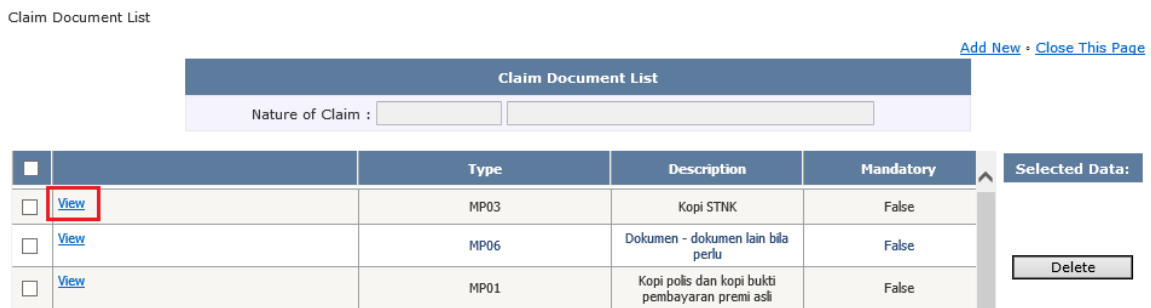 Claim Document List
Add New • Close This Page
Claim Document List
Nature of Claim :
Type Description Mandatory Selected Data:
View MP03 Kopi STNK False
View MP06 Dokumen - dokumen lain bila perlu False
Delete
View MP01 Kopi polis dan kopi bukti pembayaran premi asli False